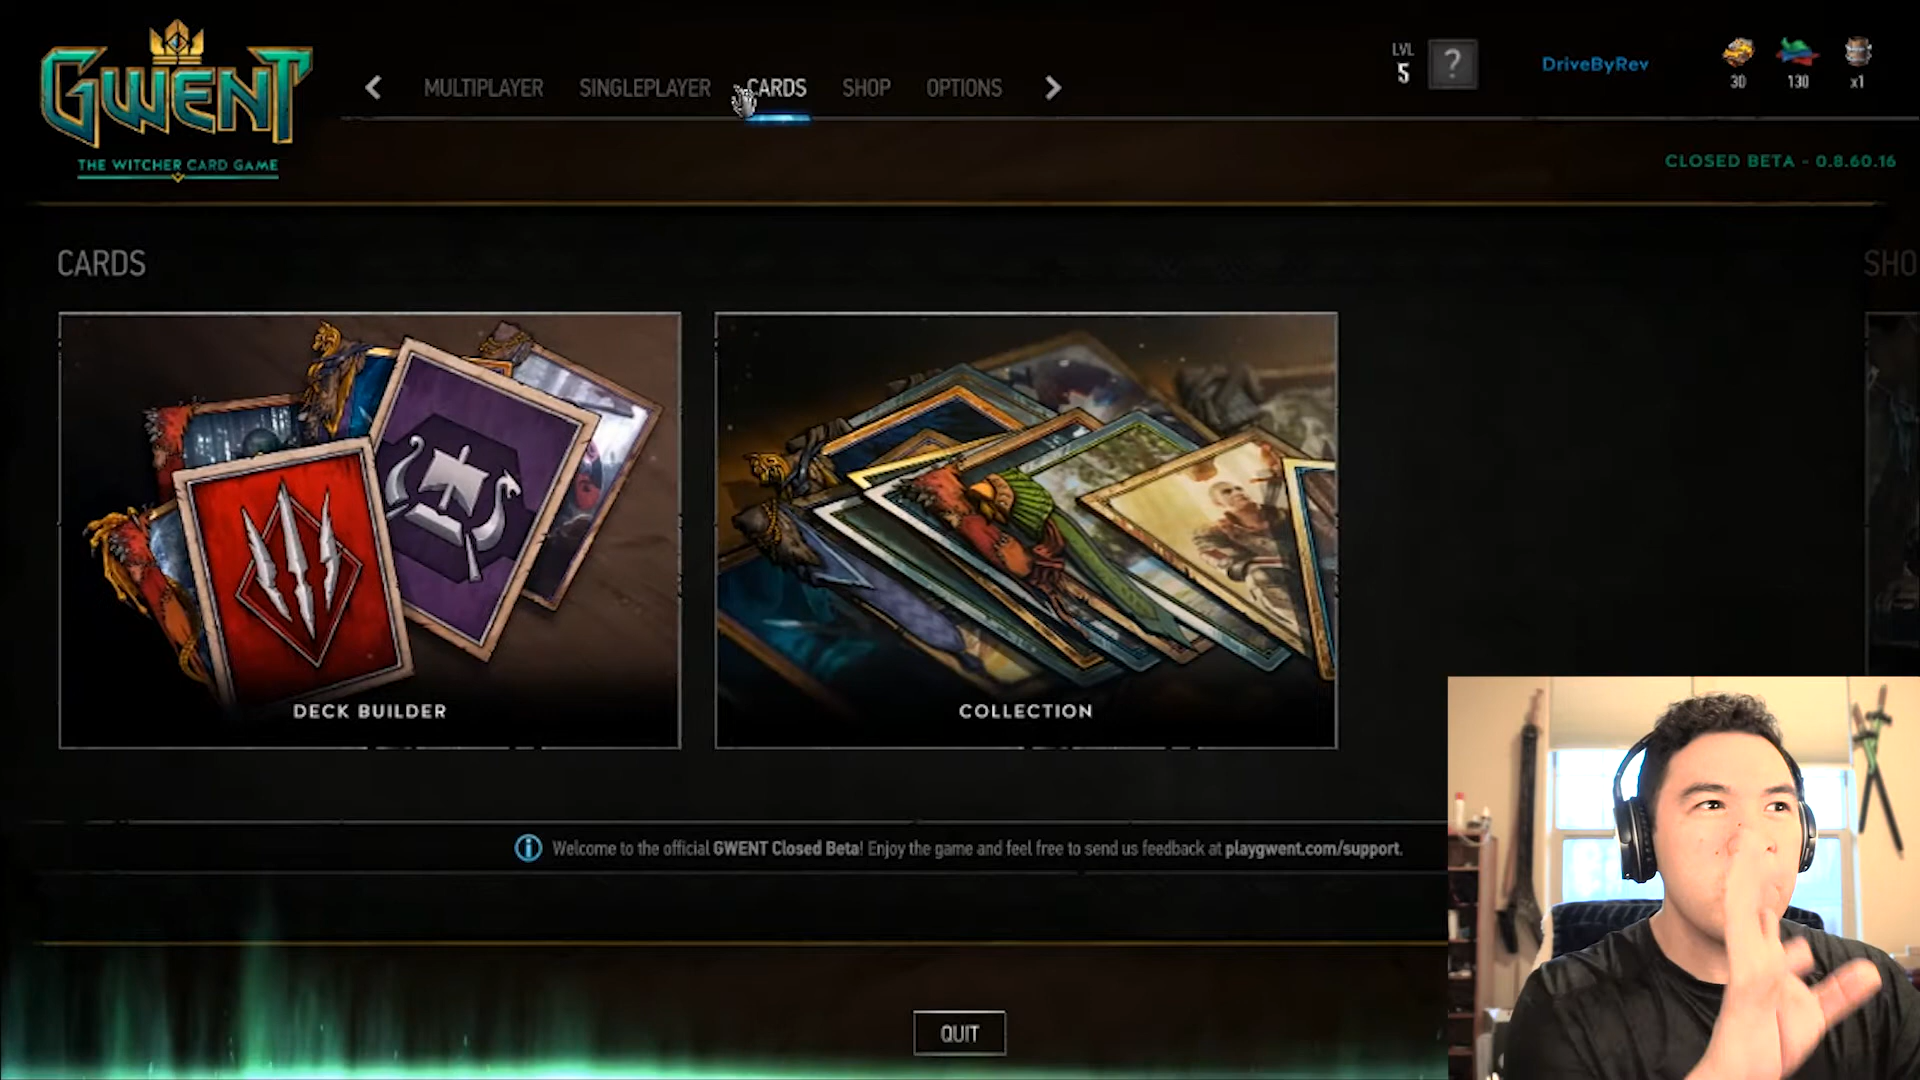 GWENT
THE WITCHER CARD GAME
MULTIPLAYER
SINGLEPLAYER
CARDS
SHOP
OPTIONS
LVL
5
?
DriveByRev
30
130
x1
CLOSED BETA - 0.8.60.16
CARDS
SHO
DECK BUILDER
COLLECTION
Welcome to the official GWENT Closed Beta! Enjoy the game and feel free to send us feedback at playgwent.com/support.
QUIT